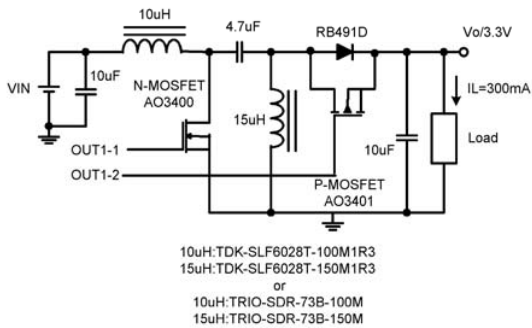 10uH
4.7uF
RB491D
Vo/3.3V
10uF
N-MOSFET
AO3400
VIN
15uH
IL=300mA
Load
10uF
OUT1-1
OUT1-2
P-MOSFET
AO3401
10uH:TDK-SLF6028T-100M1R3
15uH:TDK-SLF6028T-150M1R3
or
10uH:TRIO-SDR-73B-100M
15uH:TRIO-SDR-73B-150M